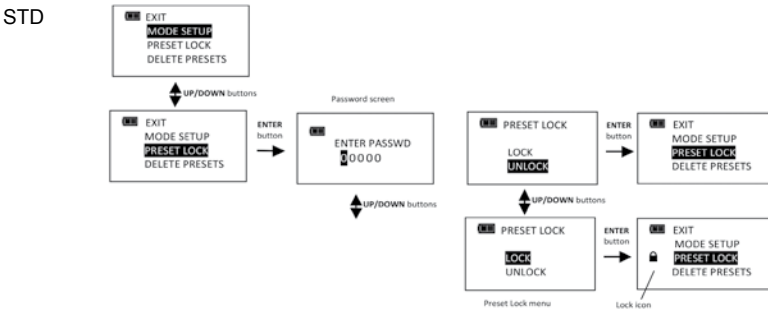 STD
EXIT
MODE SETUP
PRESET LOCK
DELETE PRESETS
UP/DOWN buttons
EXIT
MODE SETUP
PRESET LOCK
DELETE PRESETS
ENTER
button
Password screen
ENTER PASSWD
00000
UP/DOWN buttons
PRESET LOCK
LOCK
UNLOCK
ENTER
button
EXIT
MODE SETUP
PRESET LOCK
DELETE PRESETS
UP/DOWN buttons
PRESET LOCK
LOCK
UNLOCK
Preset Lock menu
ENTER
button
EXIT
MODE SETUP
PRESET LOCK
DELETE PRESETS
Lock icon